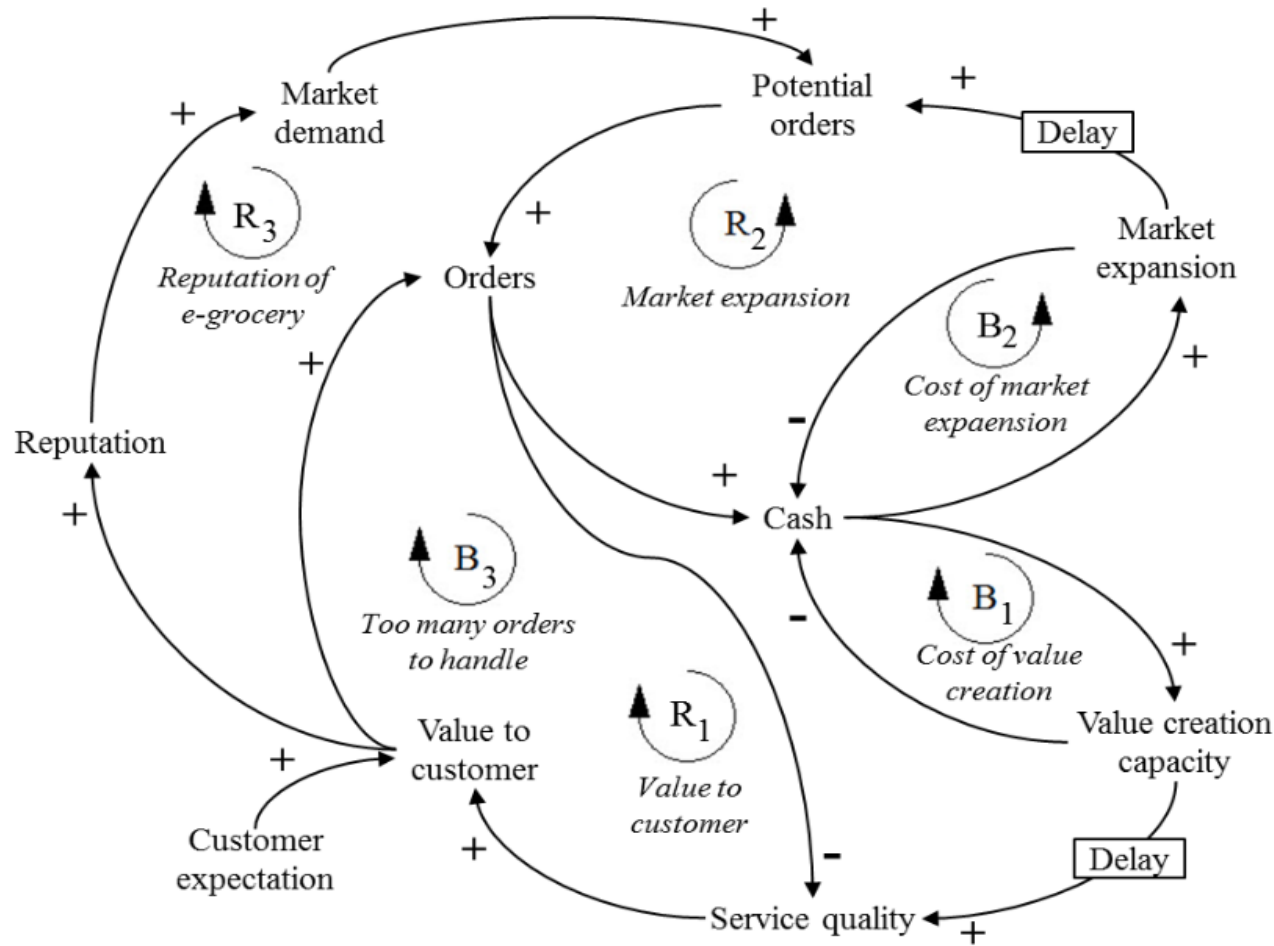 +
Market
demand
+
Potential
orders
+
Delay
+
R3
Reputation of
e-grocery
+
R2
Market expansion
Market
expansion
Orders
B2
Cost of market
expaension
+
+
-
Reputation
+
+
Cash
B3
Too many orders
to handle
B1
Cost of value
creation
-
+
R1
Value to
customer
Value to
customer
+
Value creation
capacity
Customer
expectation
+
-
Delay
Service quality
+